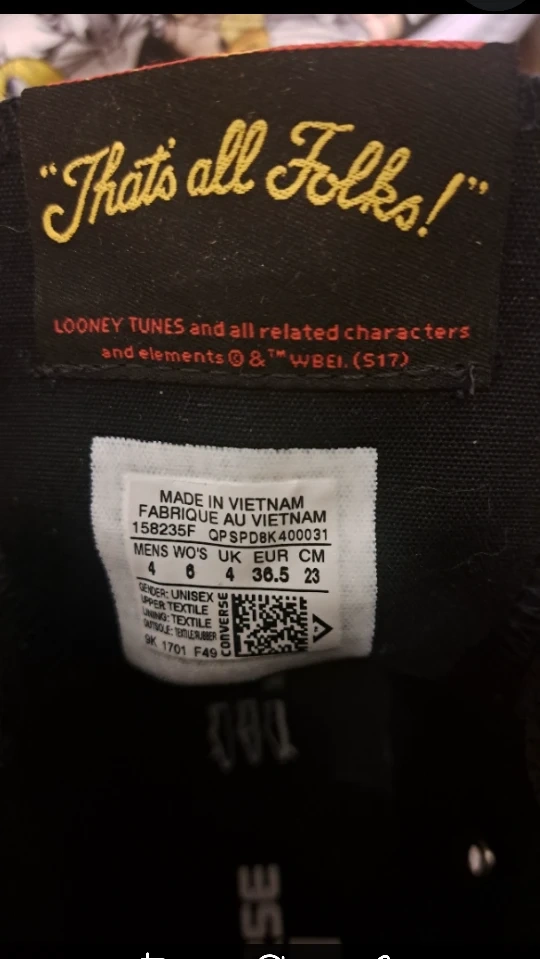 "That's all Folks!"
LOONEY TUNES and all related characters
and elements © & ™ WBEI. (S17)
MADE IN VIETNAM
FABRIQUE AU VIETNAM
158235F QPSPD8K400031
MENS WO'S UK EUR CM
4 6 4 36.5 23
GENDER: UNISEX
UPPER:TEXTILE
LINING: TEXTILE
OUTSOLE: TEXTILE/RUBBER
9K 1701 F49
CONVERSE
SE